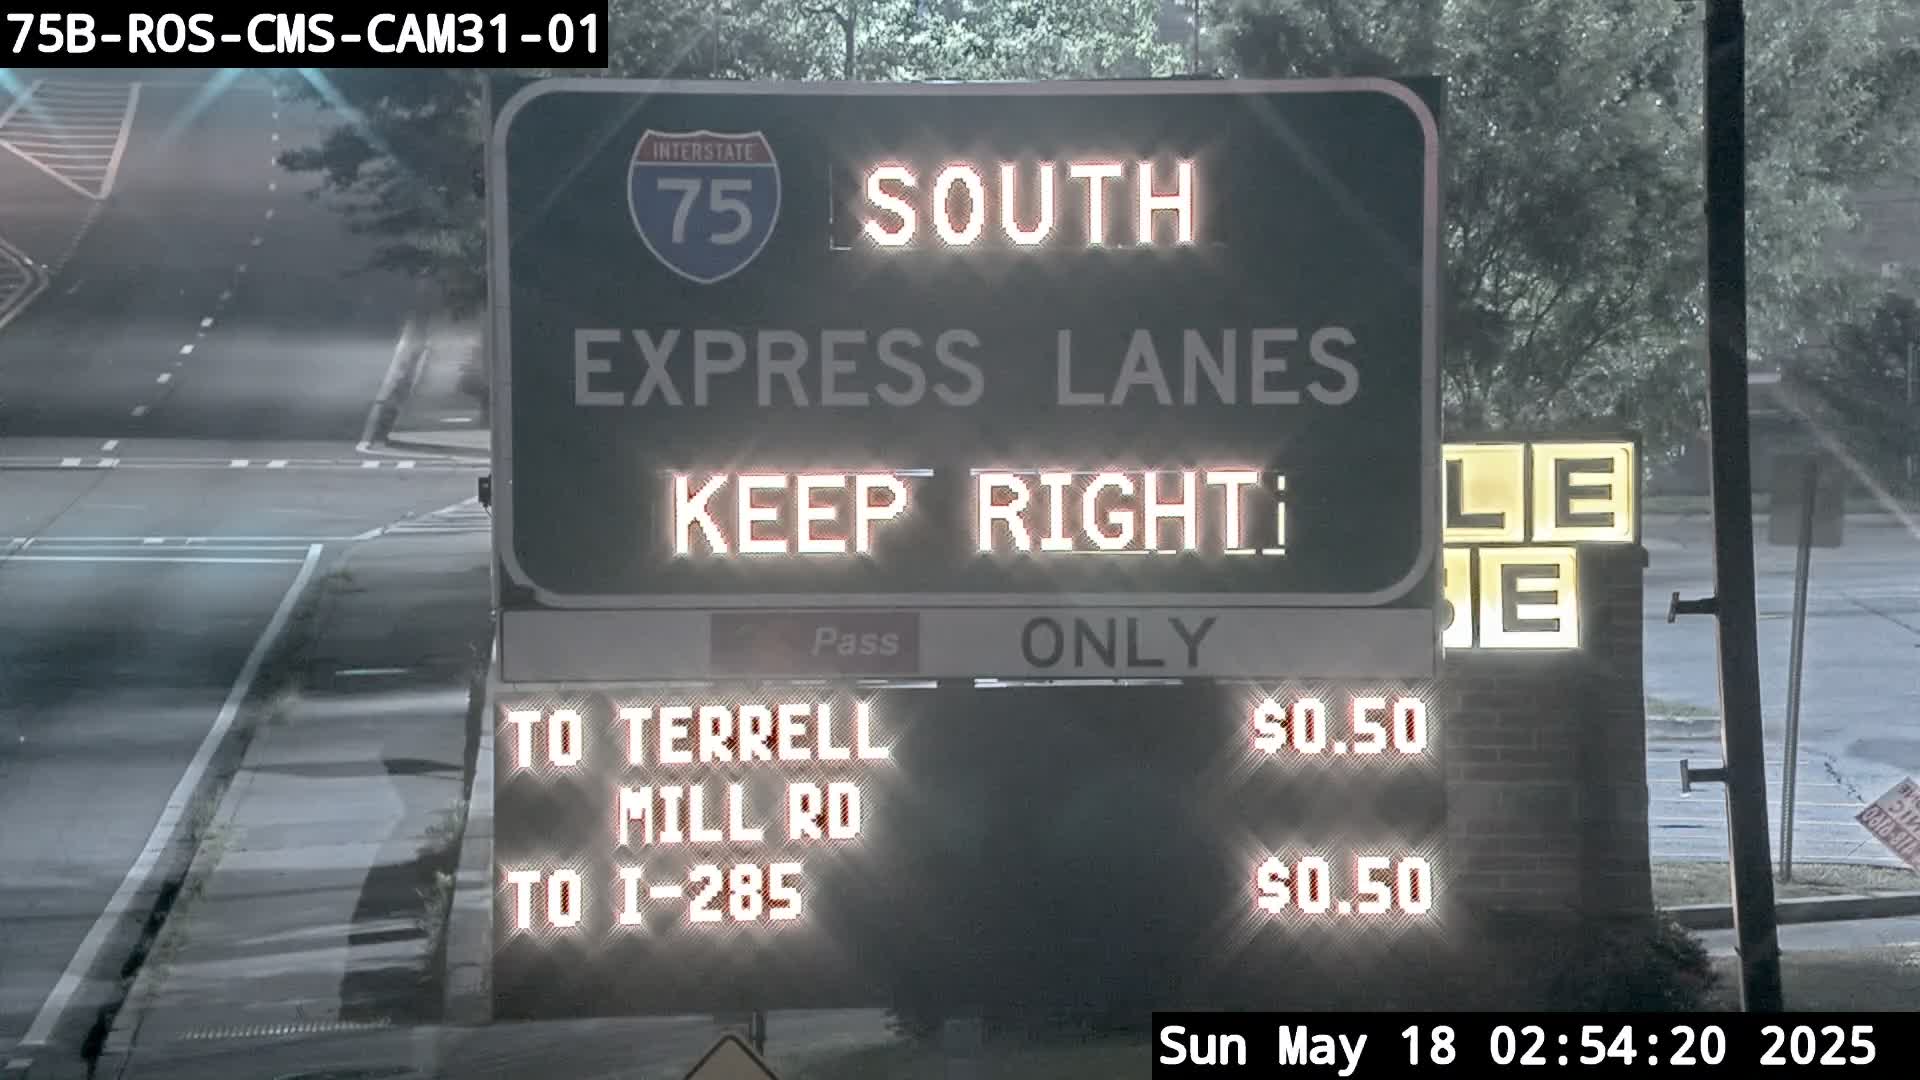 75B-ROS-CMS-CAM31-01
INTERSTATE
75
SOUTH
EXPRESS LANES
KEEP RIGHT
Pass ONLY
TO TERRELL $0.50
MILL RD
TO I-285 $0.50
LE
E
Sun May 18 02:54:20 2025